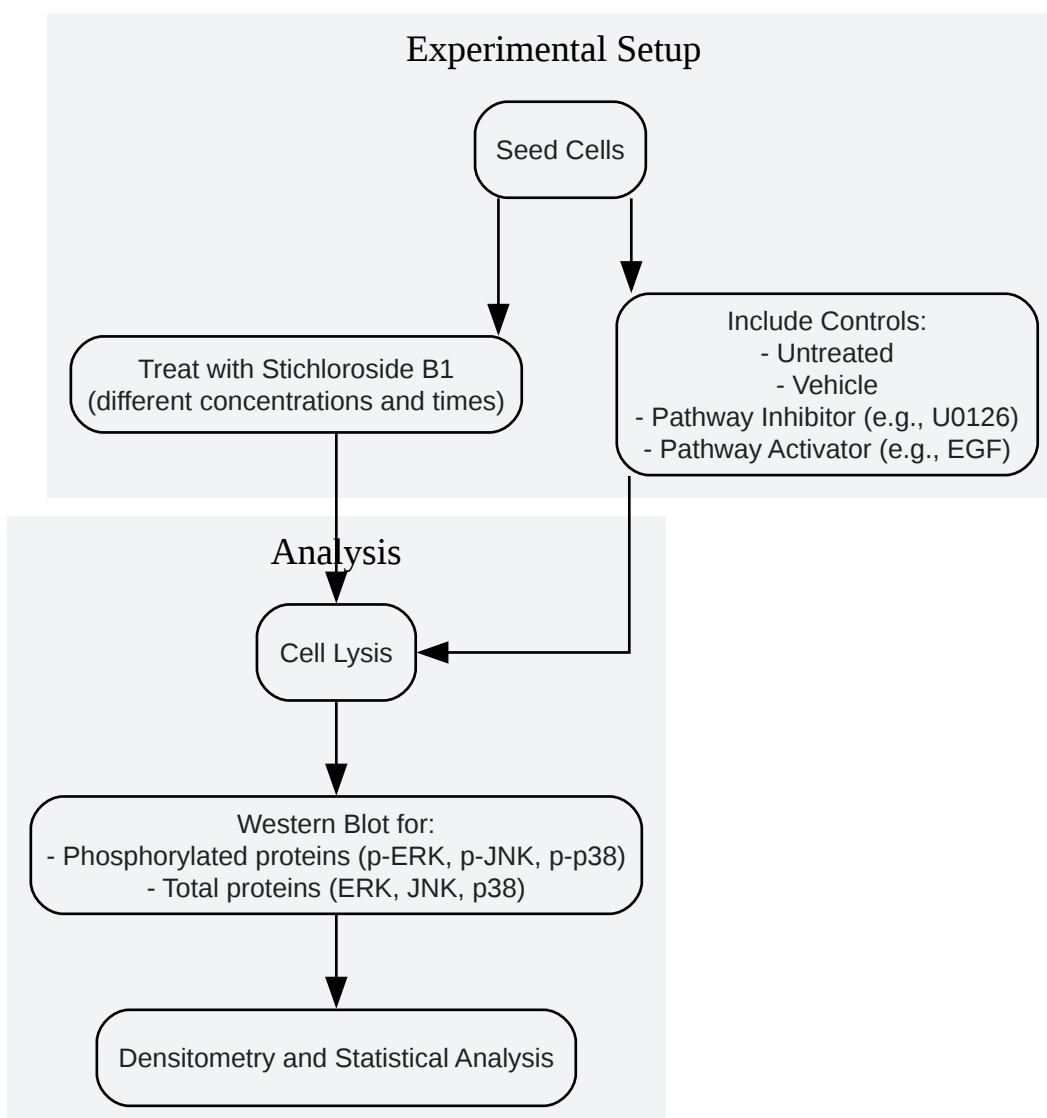 Experimental Setup
Seed Cells
Treat with Stichloroside B1
(different concentrations and times)
Include Controls:
- Untreated
- Vehicle
- Pathway Inhibitor (e.g., U0126)
- Pathway Activator (e.g., EGF)
Analysis
Cell Lysis
Western Blot for:
- Phosphorylated proteins (p-ERK, p-JNK, p-p38)
- Total proteins (ERK, JNK, p38)
Densitometry and Statistical Analysis